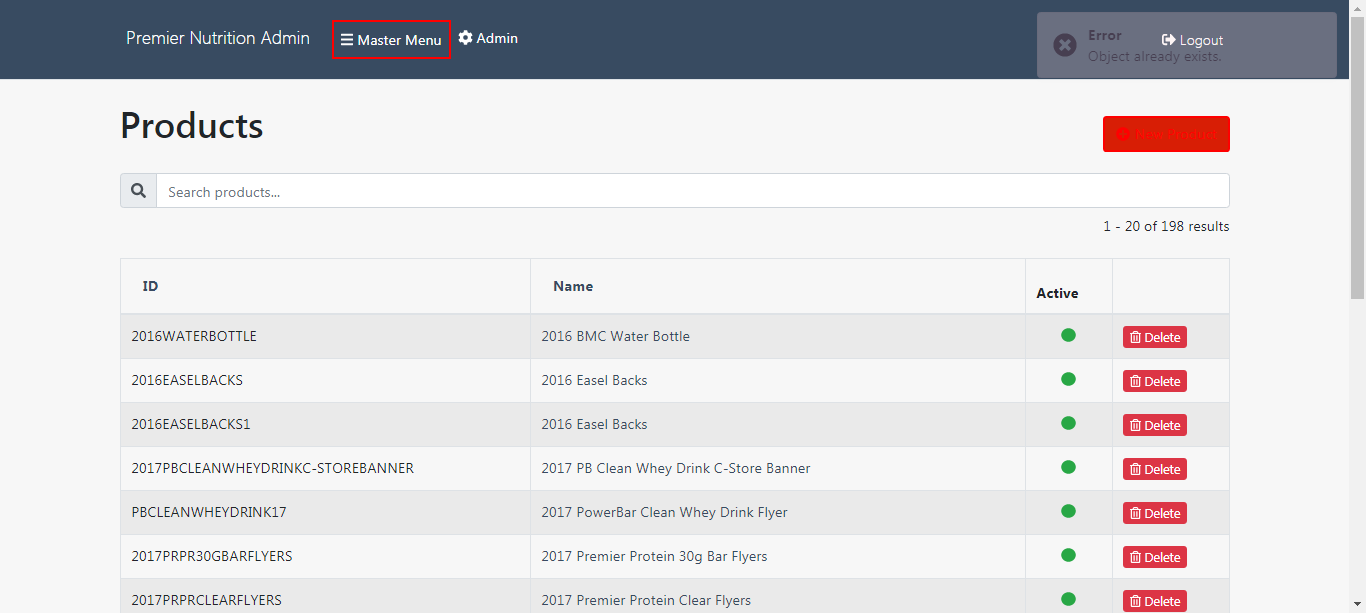 Premier Nutrition Admin
Master Menu
Admin
Error
Object already exists.
Logout
Products
Search products...
1 - 20 of 198 results
ID Name Active
2016WATERBOTTLE 2016 BMC Water Bottle Delete
2016EASELBACKS 2016 Easel Backs Delete
2016EASELBACKS1 2016 Easel Backs Delete
2017PBCLEANWHEYDRINKC-STOREBANNER 2017 PB Clean Whey Drink C-Store Banner Delete
PBCLEANWHEYDRINK17 2017 PowerBar Clean Whey Drink Flyer Delete
2017PRPR30GBARFLYERS 2017 Premier Protein 30g Bar Flyers Delete
2017PRPRCLEARFLYERS 2017 Premier Protein Clear Flyers Delete